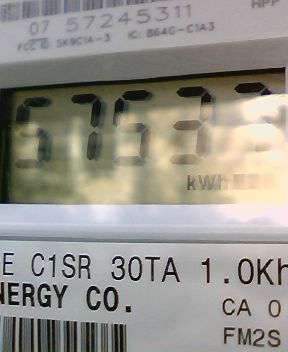 07 57245311
FCC ID: SK9C1A-3 IC: 864G-C1A3
57533
kWh
E C1SR 30TA 1.0Kh
NERGY CO.
CA 0
FM2S